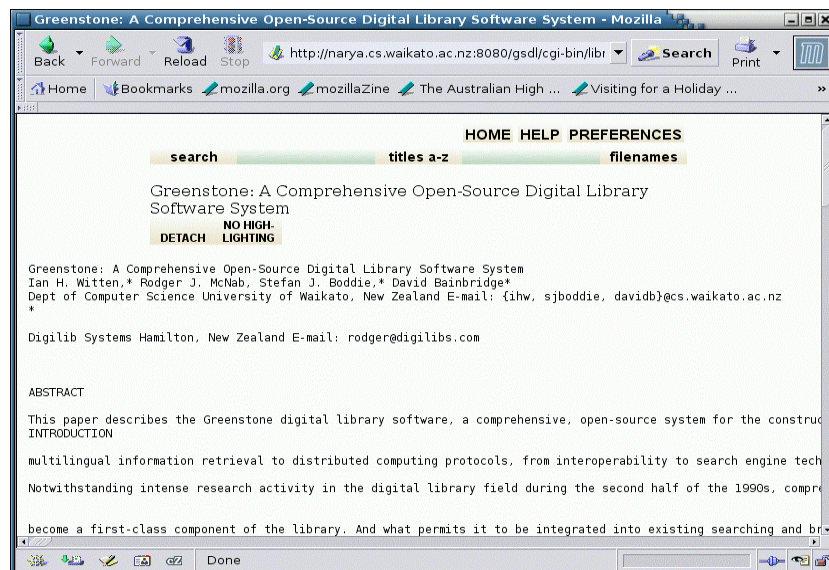 Greenstone: A Comprehensive Open-Source Digital Library Software System - Mozilla
Back Forward Reload Stop http://narya.cs.waikato.ac.nz:8080/gsdl/cgi-bin/libr Search Print
Home Bookmarks mozilla.org mozillaZine The Australian High ... Visiting for a Holiday ... »
HOME HELP PREFERENCES
search titles a-z filenames
Greenstone: A Comprehensive Open-Source Digital Library
Software System
DETACH NO HIGH-
LIGHTING
Greenstone: A Comprehensive Open-Source Digital Library Software System
Ian H. Witten,* Rodger J. McNab, Stefan J. Boddie,* David Bainbridge*
Dept of Computer Science University of Waikato, New Zealand E-mail: {ihw, sjboddie, davidb}@cs.waikato.ac.nz
*
Digilib Systems Hamilton, New Zealand E-mail: rodger@digilibs.com
ABSTRACT
This paper describes the Greenstone digital library software, a comprehensive, open-source system for the construc
INTRODUCTION
multilingual information retrieval to distributed computing protocols, from interoperability to search engine tech
Notwithstanding intense research activity in the digital library field during the second half of the 1990s, compre
become a first-class component of the library. And what permits it to be integrated into existing searching and br
Done